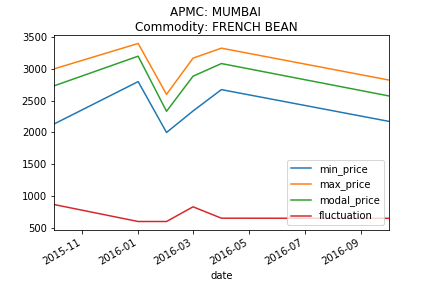 APMC: MUMBAI
Commodity: FRENCH BEAN
3500
3000
2500
2000
1500
1000
500
min_price
max_price
modal_price
fluctuation
2015-11
2016-01
2016-03
2016-05
2016-07
2016-09
date